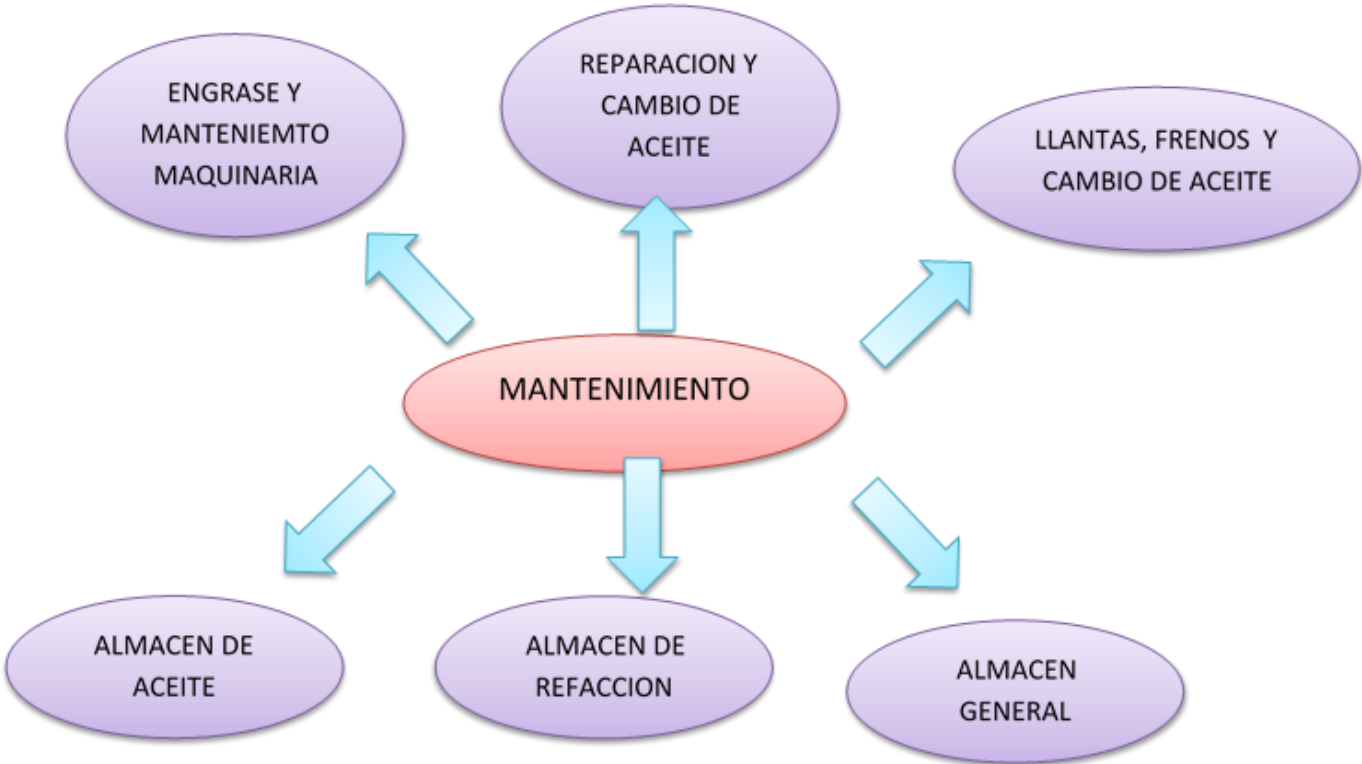 ENGRASE Y
MANTENIEMTO
MAQUINARIA
REPARACION Y
CAMBIO DE
ACEITE
LLANTAS, FRENOS Y
CAMBIO DE ACEITE
MANTENIMIENTO
ALMACEN DE
ACEITE
ALMACEN DE
REFACCION
ALMACEN
GENERAL